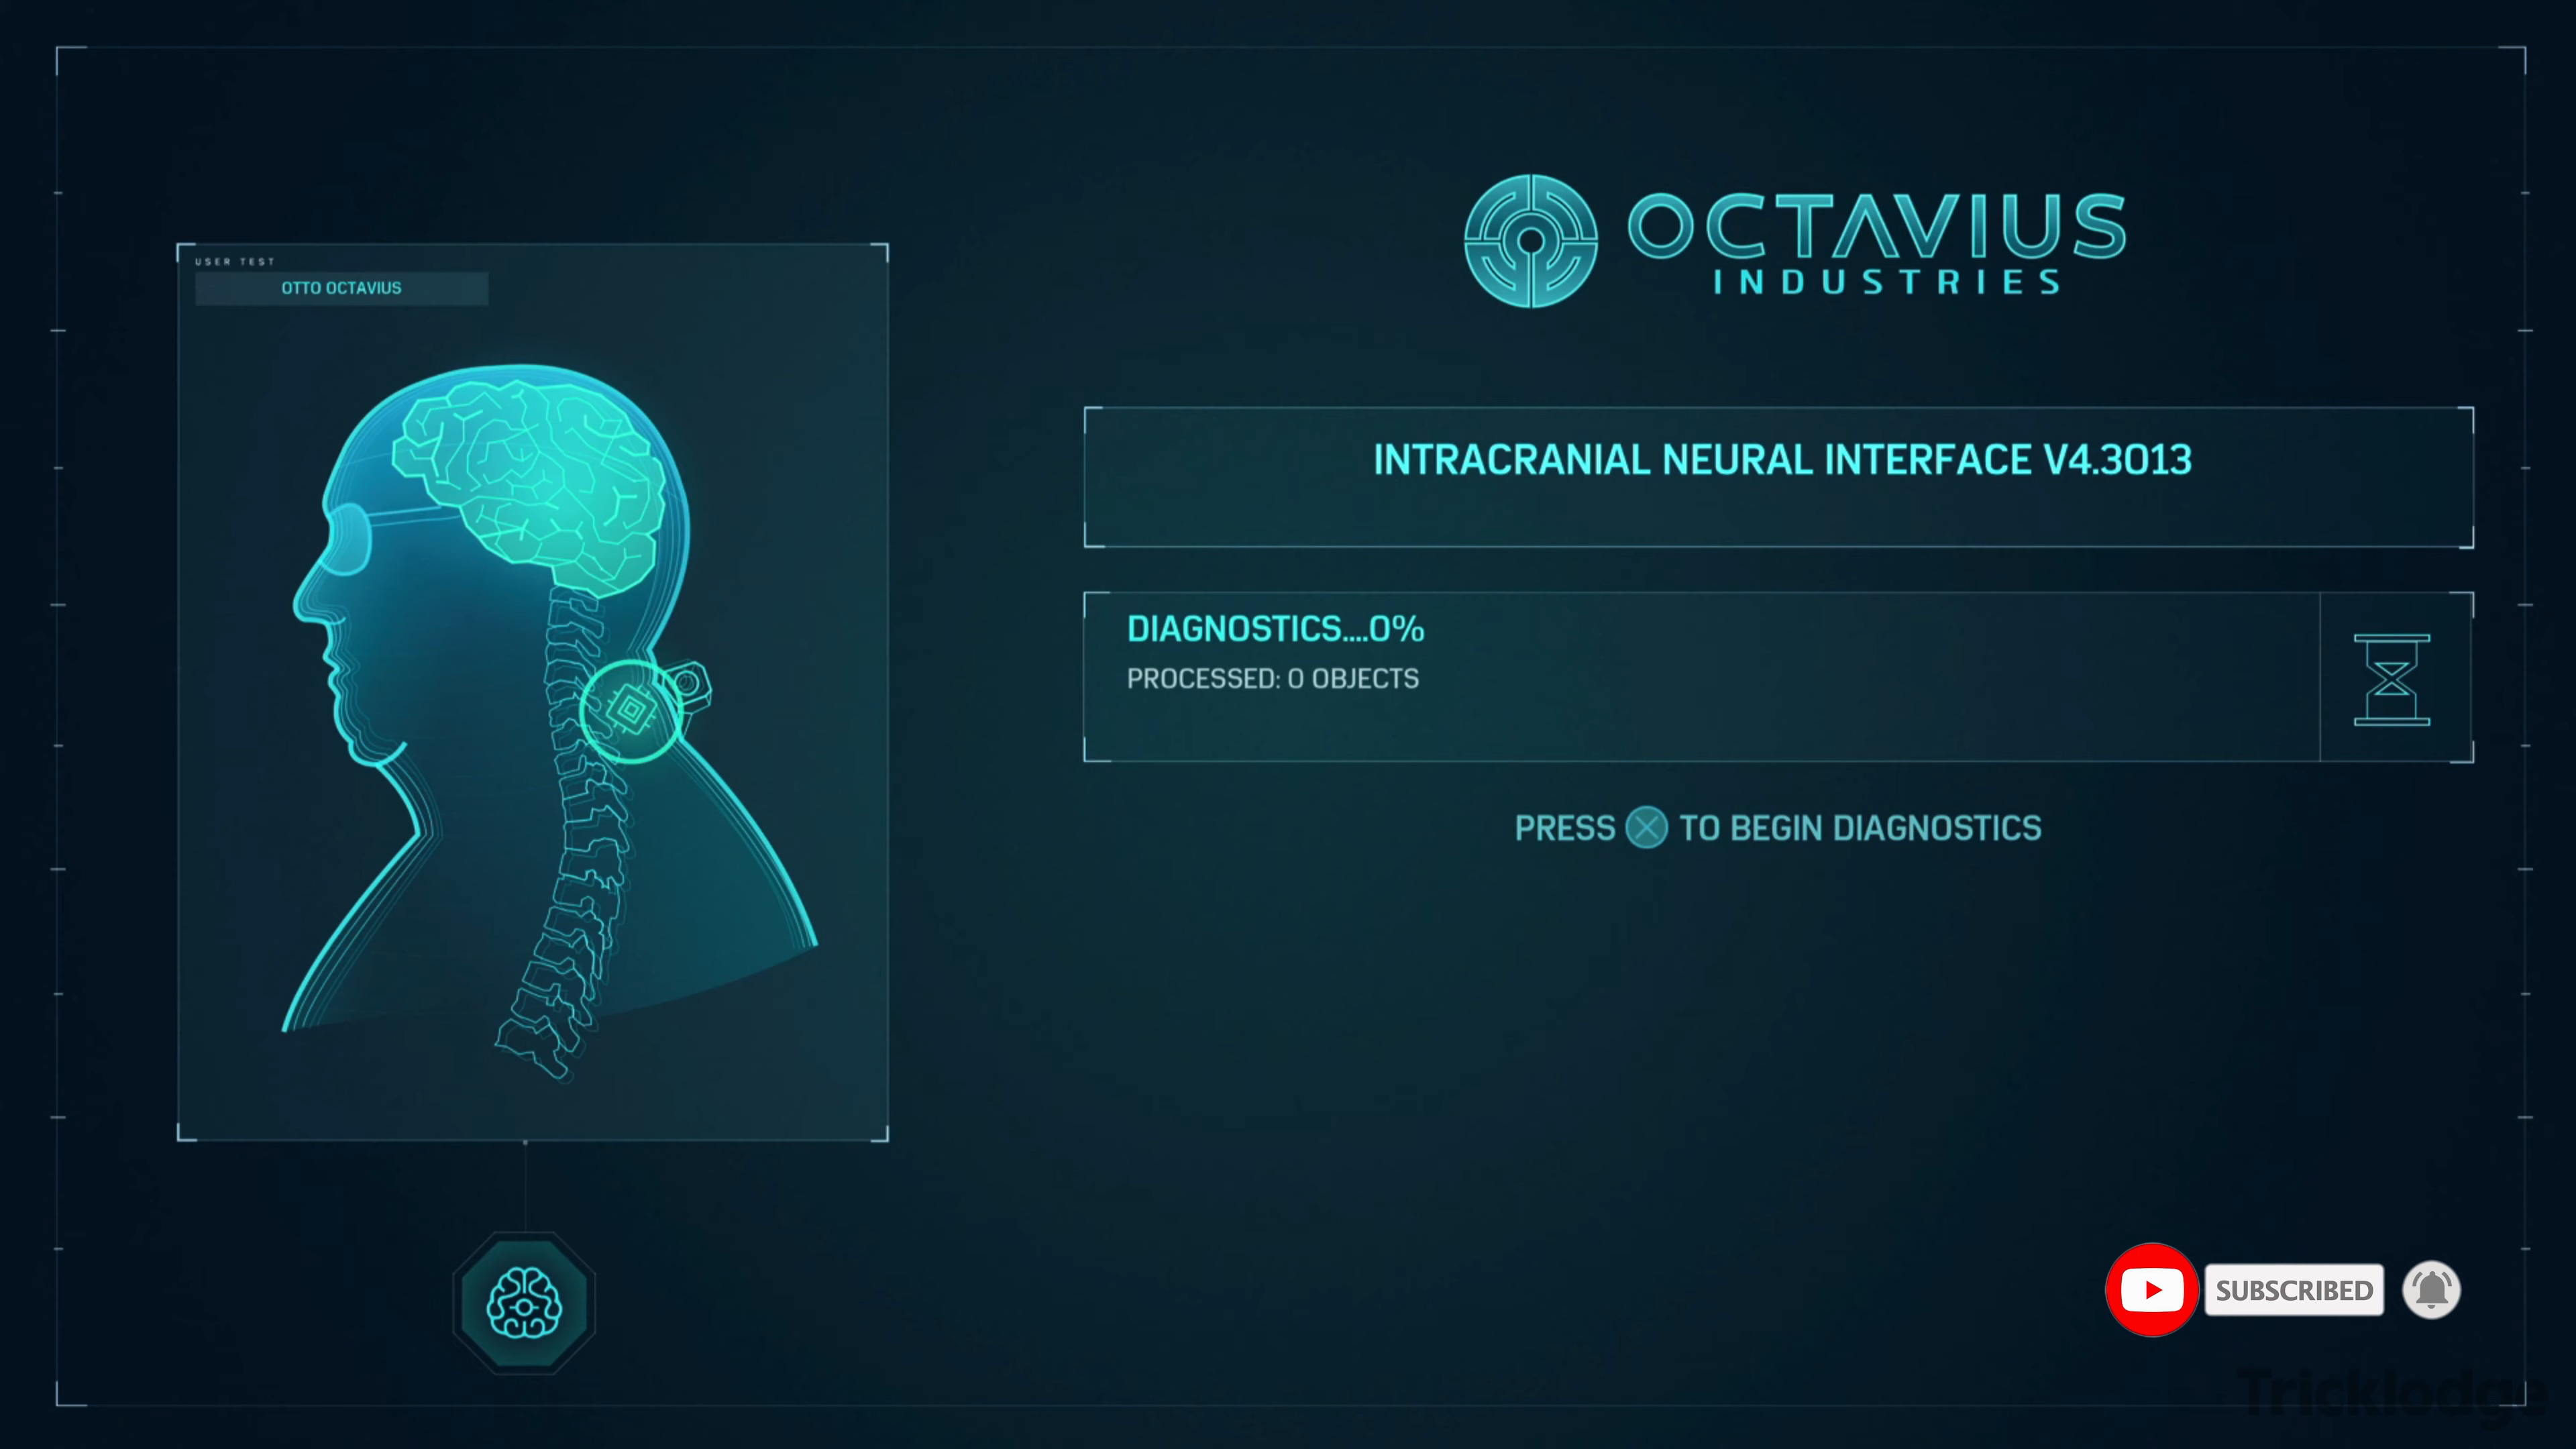 USER TEST
OTTO OCTAVIUS
OCTAVIUS
INDUSTRIES
INTRACRANIAL NEURAL INTERFACE V4.3013
DIAGNOSTICS....0%
PROCESSED: 0 OBJECTS
PRESS TO BEGIN DIAGNOSTICS
SUBSCRIBED
Tricklodge